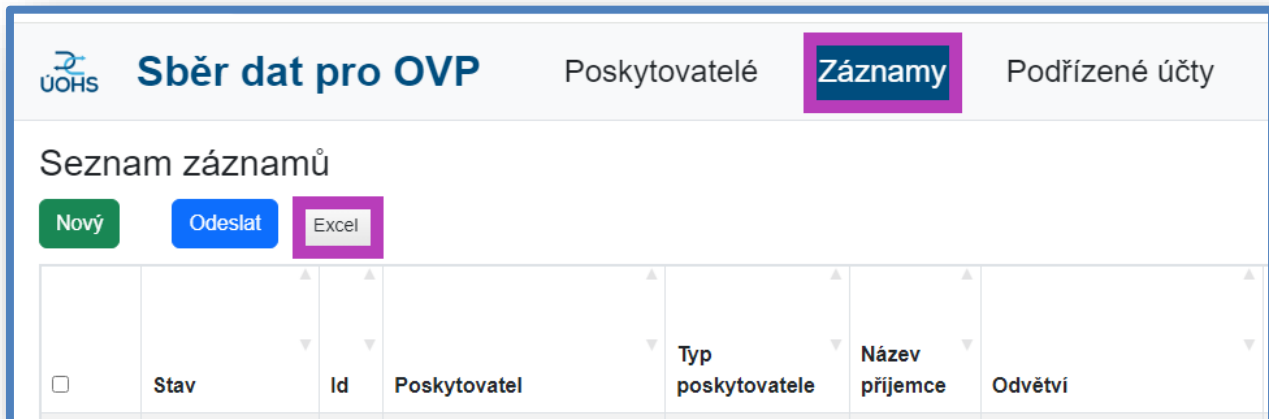 ÚOHS Sběr dat pro OVP Poskytovatelé Záznamy Podřízené účty
Seznam záznamů
Nový Odeslat Excel
Stav Id Poskytovatel Typ poskytovatele Název příjemce Odvětví